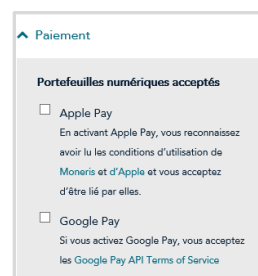 Paiement
Portefeuilles numériques acceptés
Apple Pay
En activant Apple Pay, vous reconnaissez
avoir lu les conditions d'utilisation de
Moneris et d'Apple et vous acceptez
d'être lié par elles.
Google Pay
Si vous activez Google Pay, vous acceptez
les Google Pay API Terms of Service